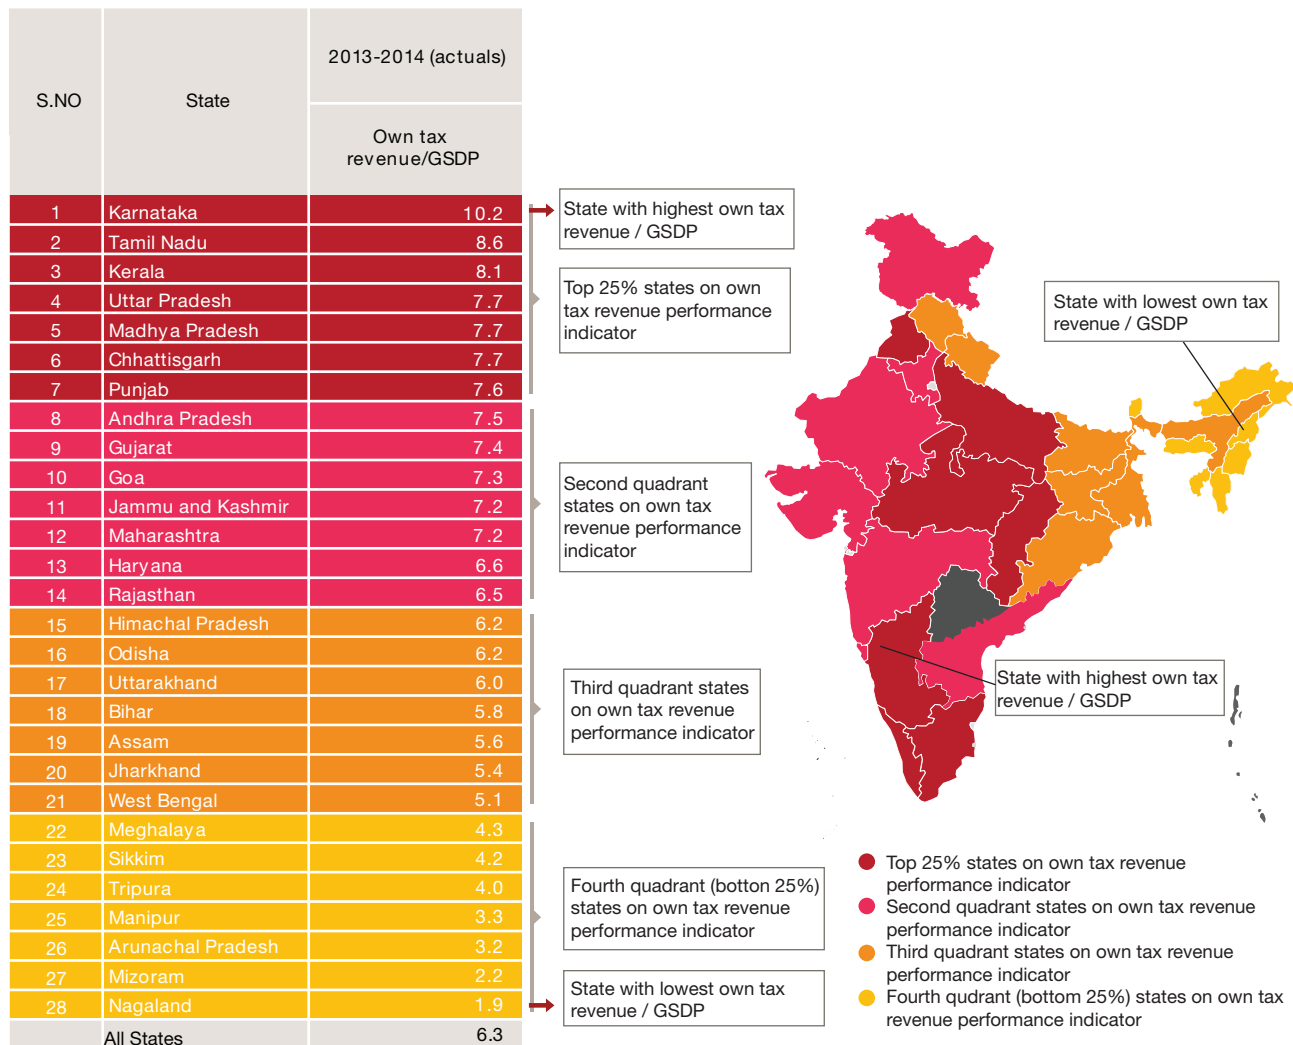 S.NO
State
2013-2014 (actuals)
Own tax
revenue/GSDP
1 Karnataka 10.2
2 Tamil Nadu 8.6
3 Kerala 8.1
4 Uttar Pradesh 7.7
5 Madhya Pradesh 7.7
6 Chhattisgarh 7.7
7 Punjab 7.6
8 Andhra Pradesh 7.5
9 Gujarat 7.4
10 Goa 7.3
11 Jammu and Kashmir 7.2
12 Maharashtra 7.2
13 Haryana 6.6
14 Rajasthan 6.5
15 Himachal Pradesh 6.2
16 Odisha 6.2
17 Uttarakhand 6.0
18 Bihar 5.8
19 Assam 5.6
20 Jharkhand 5.4
21 West Bengal 5.1
22 Meghalaya 4.3
23 Sikkim 4.2
24 Tripura 4.0
25 Manipur 3.3
26 Arunachal Pradesh 3.2
27 Mizoram 2.2
28 Nagaland 1.9
All States 6.3
State with highest own tax
revenue / GSDP
Top 25% states on own
tax revenue performance
indicator
Second quadrant
states on own tax
revenue performance
indicator
Third quadrant states
on own tax revenue
performance indicator
Fourth quadrant (botton 25%)
states on own tax revenue
performance indicator
State with lowest own tax
revenue / GSDP
State with lowest own tax
revenue / GSDP
State with highest own tax
revenue / GSDP
Top 25% states on own tax revenue
performance indicator
Second quadrant states on own tax revenue
performance indicator
Third quadrant states on own tax revenue
performance indicator
Fourth qudrant (bottom 25%) states on own tax
revenue performance indicator